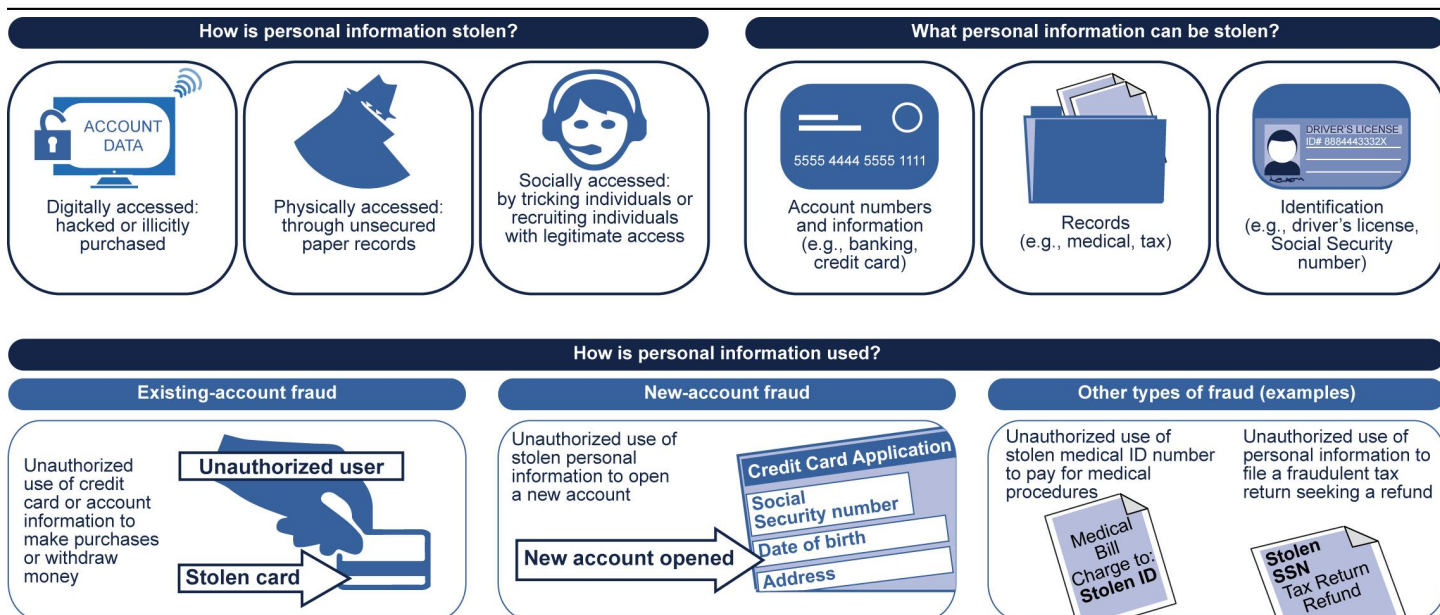 How is personal information stolen?
ACCOUNT
DATA
Digitally accessed:
hacked or illicitly
purchased
Physically accessed:
through unsecured
paper records
Socially accessed:
by tricking individuals or
recruiting individuals
with legitimate access
What personal information can be stolen?
5555 4444 5555 1111
Account numbers
and information
(e.g., banking,
credit card)
Records
(e.g., medical, tax)
DRIVER'S LICENSE
ID# 8884443332X
Identification
(e.g., driver's license,
Social Security
number)
How is personal information used?
Existing-account fraud
Unauthorized
use of credit
card or account
information to
make purchases
or withdraw
money
Unauthorized user
Stolen card
New-account fraud
Unauthorized use of
stolen personal
information to open
a new account
New account opened
Credit Card Application
Social
Security number
Date of birth
Address
Other types of fraud (examples)
Unauthorized use of
stolen medical ID number
to pay for medical
procedures
Medical
Bill
Charge to:
Stolen ID
Unauthorized use of
personal information to
file a fraudulent tax
return seeking a refund
Stolen
SSN
Tax Return
Refund